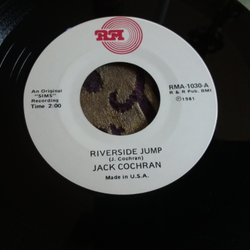 RM
An Original
"SIMS"
Recording
Time 2:00
RMA-1030-A
R & R Pub. BMI
℗ 1981
RIVERSIDE JUMP
(J. Cochran)
JACK COCHRAN
Made in U.S.A.